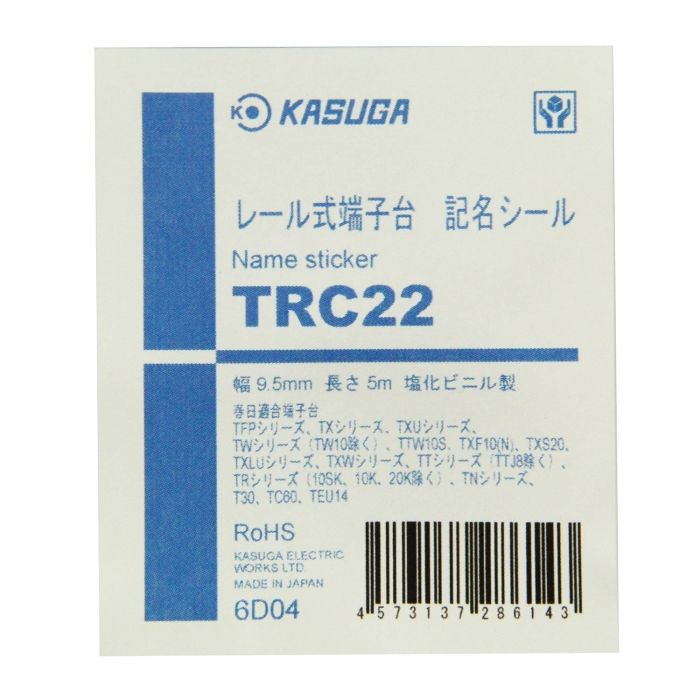 KASUGA
レール式端子台 記名シール
Name sticker
TRC22
幅 9.5mm 長さ 5m 塩化ビニル製
春日適合端子台
TFPシリーズ、TXシリーズ、TXUシリーズ、
TWシリーズ（TW10除く）、TTW10S、TXF10(N)、TXS20、
TXLUシリーズ、TXWシリーズ、TTシリーズ（TTJ8除く）、
TRシリーズ（10SK、10K、20K除く）、TNシリーズ、
T30、TC60、TEU14
RoHS
KASUGA ELECTRIC
WORKS LTD.
MADE IN JAPAN
6D04
4573137286143